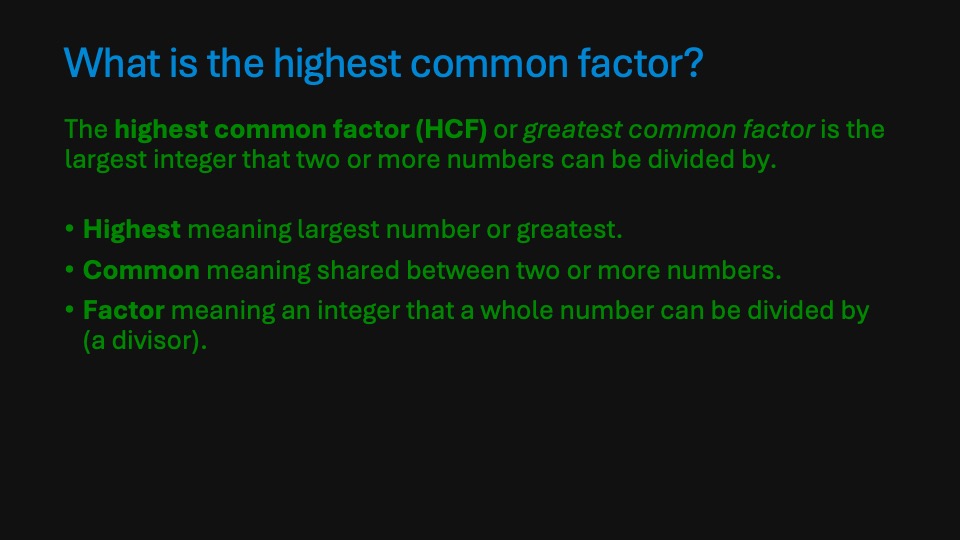 What is the highest common factor?
The highest common factor (HCF) or greatest common factor is the
largest integer that two or more numbers can be divided by.
• Highest meaning largest number or greatest.
• Common meaning shared between two or more numbers.
• Factor meaning an integer that a whole number can be divided by
(a divisor).